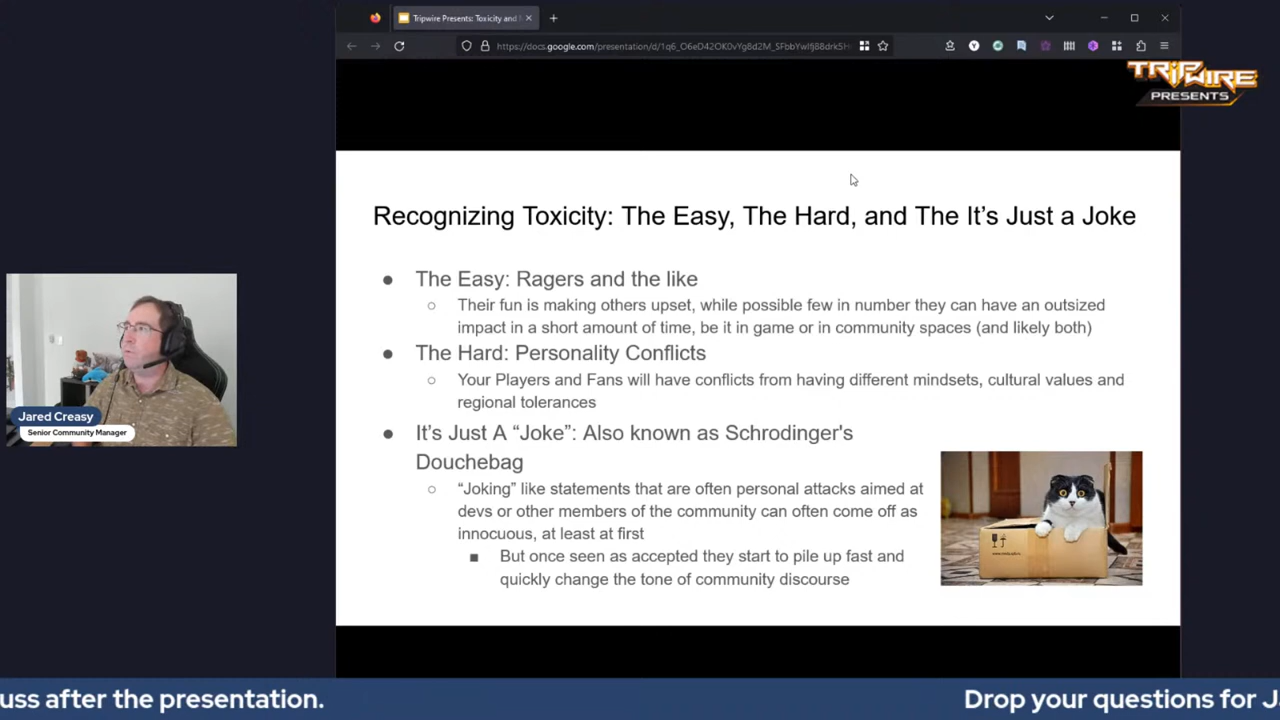 Tripwire Presents: Toxicity and
https://docs.google.com/presentation/d/
TRIPWIRE
PRESENTS
Recognizing Toxicity: The Easy, The Hard, and The It's Just a Joke
● The Easy: Ragers and the like
○ Their fun is making others upset, while possible few in number they can have an outsized
impact in a short amount of time, be it in game or in community spaces (and likely both)
● The Hard: Personality Conflicts
○ Your Players and Fans will have conflicts from having different mindsets, cultural values and
regional tolerances
● It's Just A “Joke”: Also known as Schrodinger's
Douchebag
○ “Joking” like statements that are often personal attacks aimed at
devs or other members of the community can often come off as
innocuous, at least at first
■ But once seen as accepted they start to pile up fast and
quickly change the tone of community discourse
Jared Creasy
Senior Community Manager
uss after the presentation.
Drop your questions for J